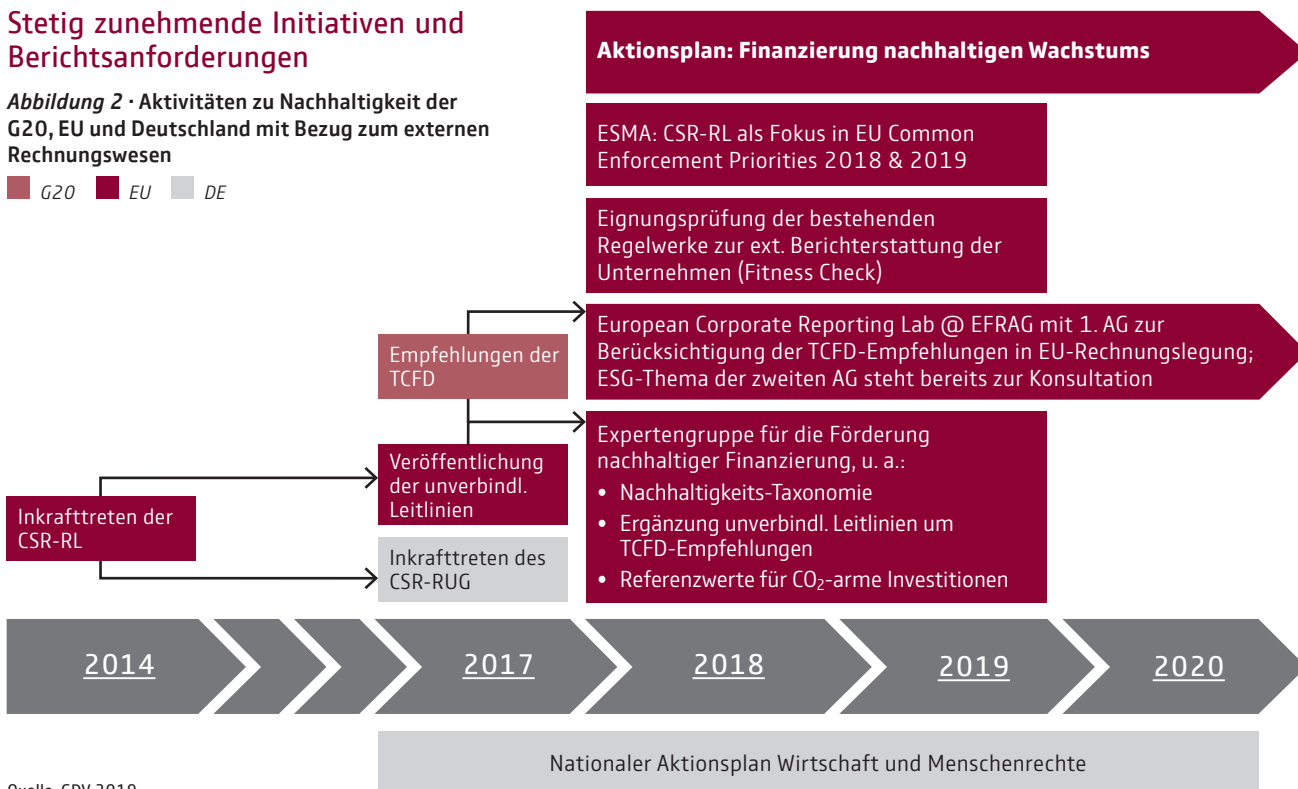 Stetig zunehmende Initiativen und
Berichtsanforderungen
Abbildung 2 · Aktivitäten zu Nachhaltigkeit der
G20, EU und Deutschland mit Bezug zum externen
Rechnungswesen
G20 EU DE
Aktionsplan: Finanzierung nachhaltigen Wachstums
ESMA: CSR-RL als Fokus in EU Common
Enforcement Priorities 2018 & 2019
Eignungsprüfung der bestehenden
Regelwerke zur ext. Berichterstattung der
Unternehmen (Fitness Check)
Empfehlungen der
TCFD
European Corporate Reporting Lab @ EFRAG mit 1. AG zur
Berücksichtigung der TCFD-Empfehlungen in EU-Rechnungslegung;
ESG-Thema der zweiten AG steht bereits zur Konsultation
Inkrafttreten der
CSR-RL
Veröffentlichung
der unverbindl.
Leitlinien
Inkrafttreten des
CSR-RUG
Expertengruppe für die Förderung
nachhaltiger Finanzierung, u. a.:
• Nachhaltigkeits-Taxonomie
• Ergänzung unverbindl. Leitlinien um
TCFD-Empfehlungen
• Referenzwerte für CO₂-arme Investitionen
2014 2017 2018 2019 2020
Nationaler Aktionsplan Wirtschaft und Menschenrechte
Quelle: GDV 2019